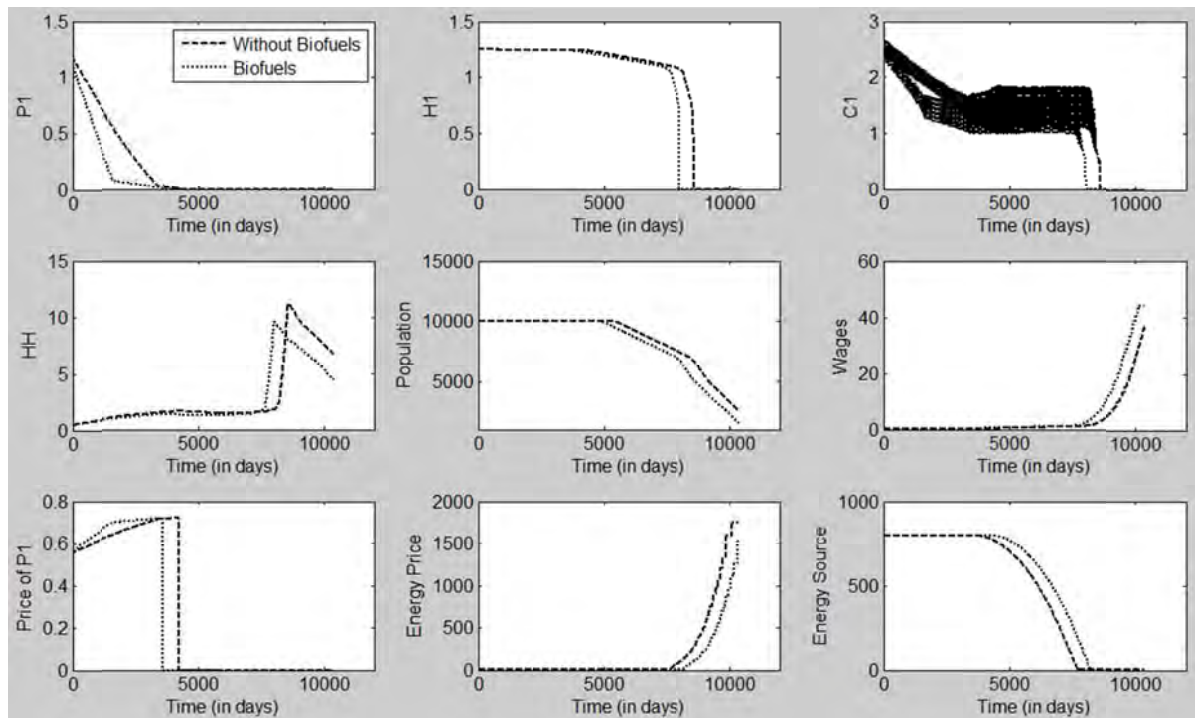 1.5
1
0.5
0
P1
0 5000 10000
Time (in days)
Without Biofuels
Biofuels
1.5
1
0.5
0
H1
0 5000 10000
Time (in days)
3
2
1
0
C1
0 5000 10000
Time (in days)
15
10
5
0
HH
0 5000 10000
Time (in days)
15000
10000
5000
Population
0 5000 10000
Time (in days)
60
40
20
0
Wages
0 5000 10000
Time (in days)
0.8
0.6
0.4
0.2
0
Price of P1
0 5000 10000
Time (in days)
2000
1500
1000
500
0
Energy Price
0 5000 10000
Time (in days)
1000
500
0
Energy Source
0 5000 10000
Time (in days)